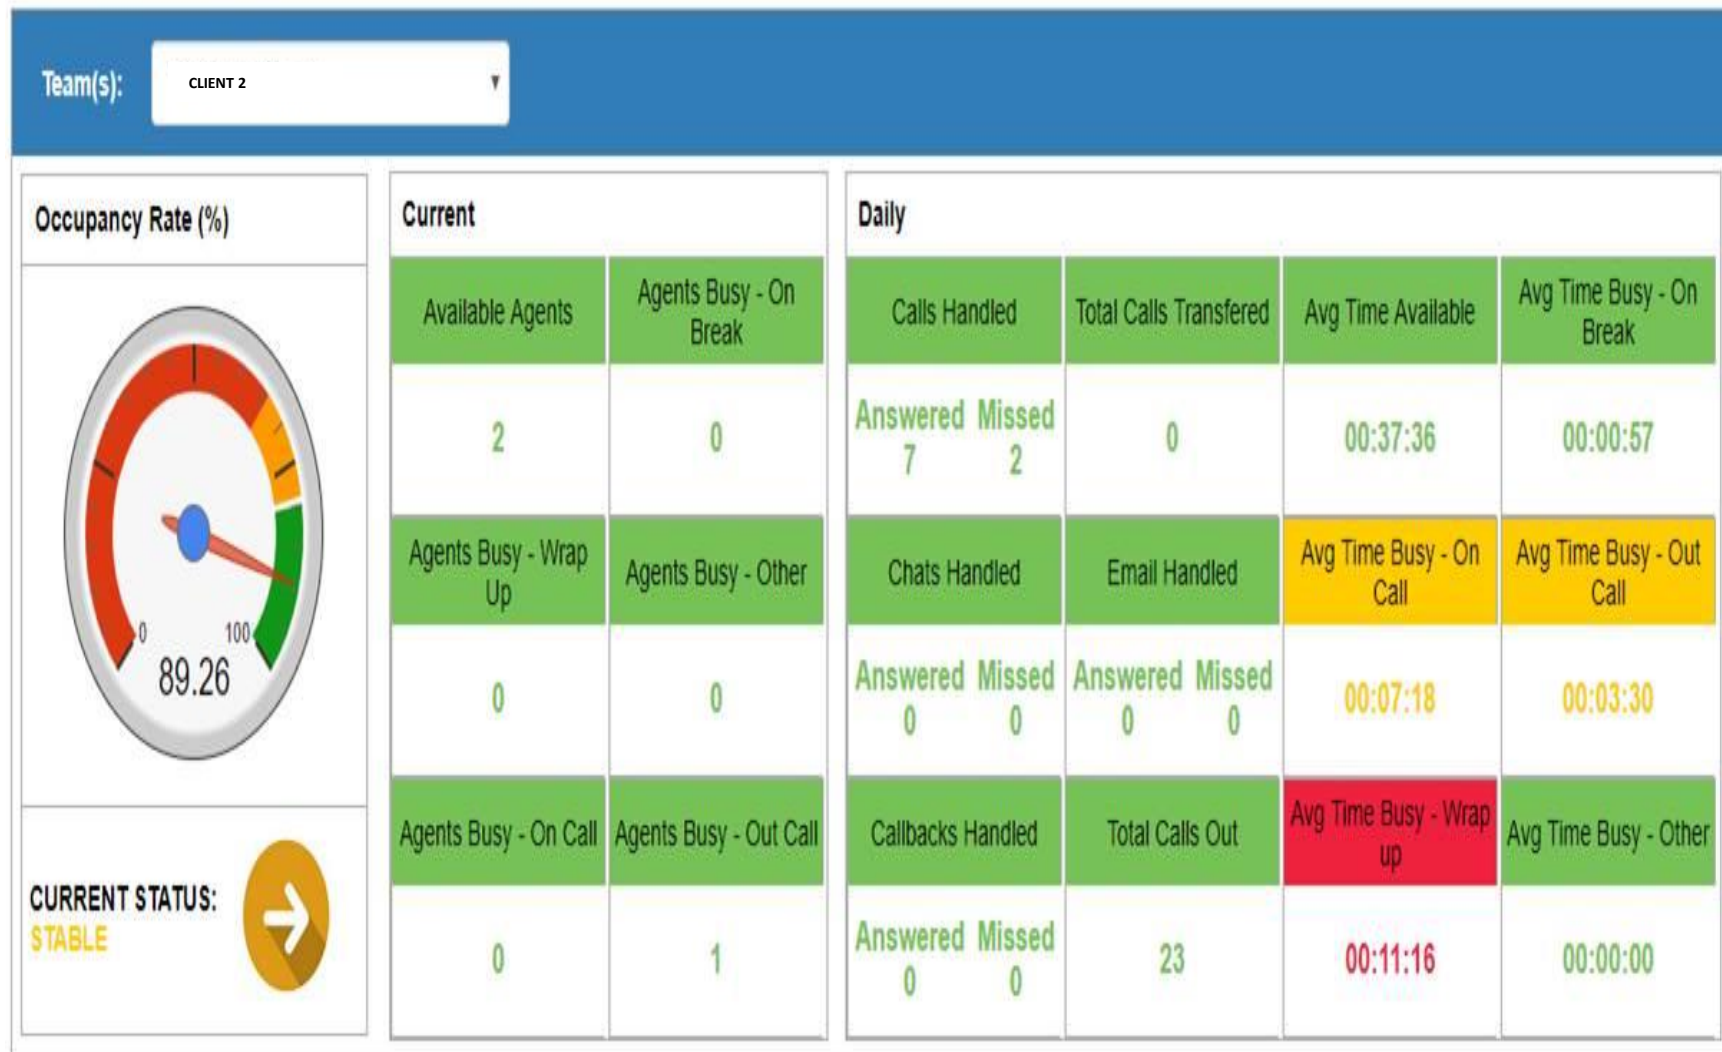 Team(s):
CLIENT 2
Occupancy Rate (%)
0
100
89.26
CURRENT STATUS:
STABLE
Current
Available Agents
Agents Busy - On
Break
2
0
Agents Busy - Wrap
Up
Agents Busy - Other
0
0
Agents Busy - On Call
Agents Busy - Out Call
0
1
Daily
Calls Handled
Total Calls Transfered
Avg Time Available
Avg Time Busy - On
Break
Answered Missed
7 2
0
00:37:36
00:00:57
Chats Handled
Email Handled
Avg Time Busy - On
Call
Avg Time Busy - Out
Call
Answered Missed
0 0
Answered Missed
0 0
00:07:18
00:03:30
Callbacks Handled
Total Calls Out
Avg Time Busy - Wrap
up
Avg Time Busy - Other
Answered Missed
0 0
23
00:11:16
00:00:00